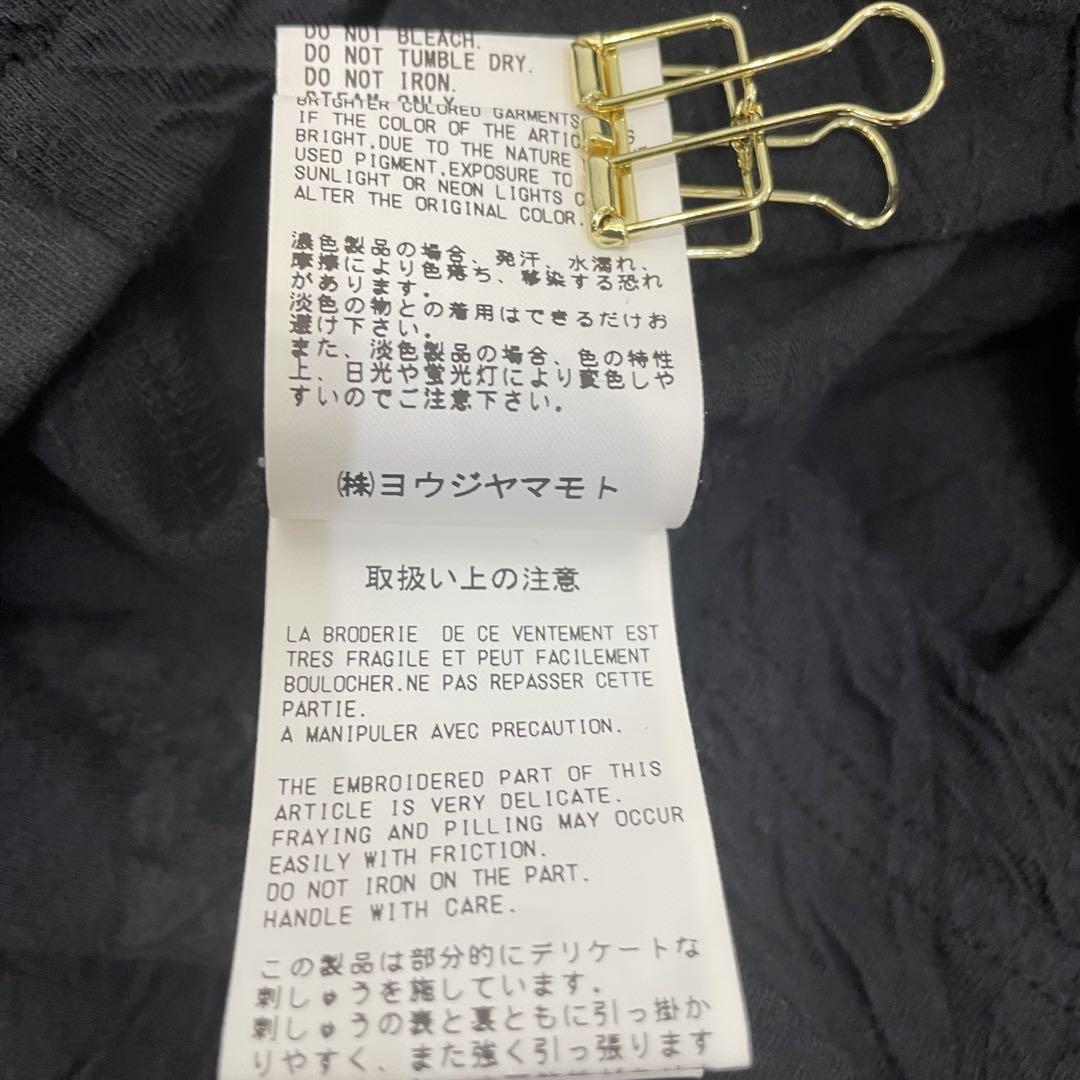 DO NOT BLEACH.
DO NOT TUMBLE DRY.
DO NOT IRON.
STEAM ONLY
BRIGHTER COLORED GARMENTS
IF THE COLOR OF THE
BRIGHT,DUE TO THE NATURE
USED PIGMENT,EXPOSURE TO
SUNLIGHT OR NEON LIGHTS
ALTER THE ORIGINAL COLOR.
濃色製品の場合、発汗、水濡れ、
摩擦により色落ち、移染する恐れ
があります。
淡色の物との着用はできるだけお
避け下さい。
また、淡色製品の場合、色の特性
上、日光や蛍光灯により変色しや
すいのでご注意下さい。
㈱ヨウジヤマモト
取扱い上の注意
LA BRODERIE DE CE VENTEMENT EST
TRES FRAGILE ET PEUT FACILEMENT
BOULOCHER.NE PAS REPASSER CETTE
PARTIE.
A MANIPULER AVEC PRECAUTION.
THE EMBROIDERED PART OF THIS
ARTICLE IS VERY DELICATE.
FRAYING AND PILLING MAY OCCUR
EASILY WITH FRICTION.
DO NOT IRON ON THE PART.
HANDLE WITH CARE.
この製品は部分的にデリケートな
刺しゅうを施しています。
刺しゅうの表と裏ともに引っ掛か
りやすく、また強く引っ張ります